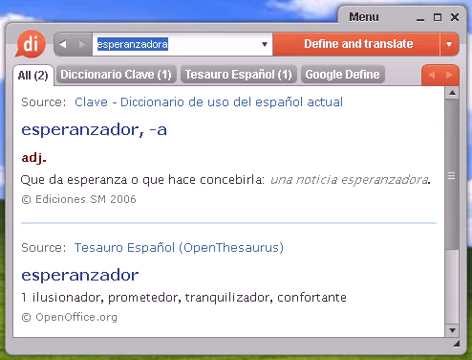 Menu
di
esperanzadora
Define and translate
All (2)
Diccionario Clave (1)
Tesauro Español (1)
Google Define
Source: Clave - Diccionario de uso del español actual
esperanzador, -a
adj.
Que da esperanza o que hace concebirla: una noticia esperanzadora.
© Ediciones SM 2006
Source: Tesauro Español (OpenThesaurus)
esperanzador
1 ilusionador, prometedor, tranquilizador, confortante
© OpenOffice.org